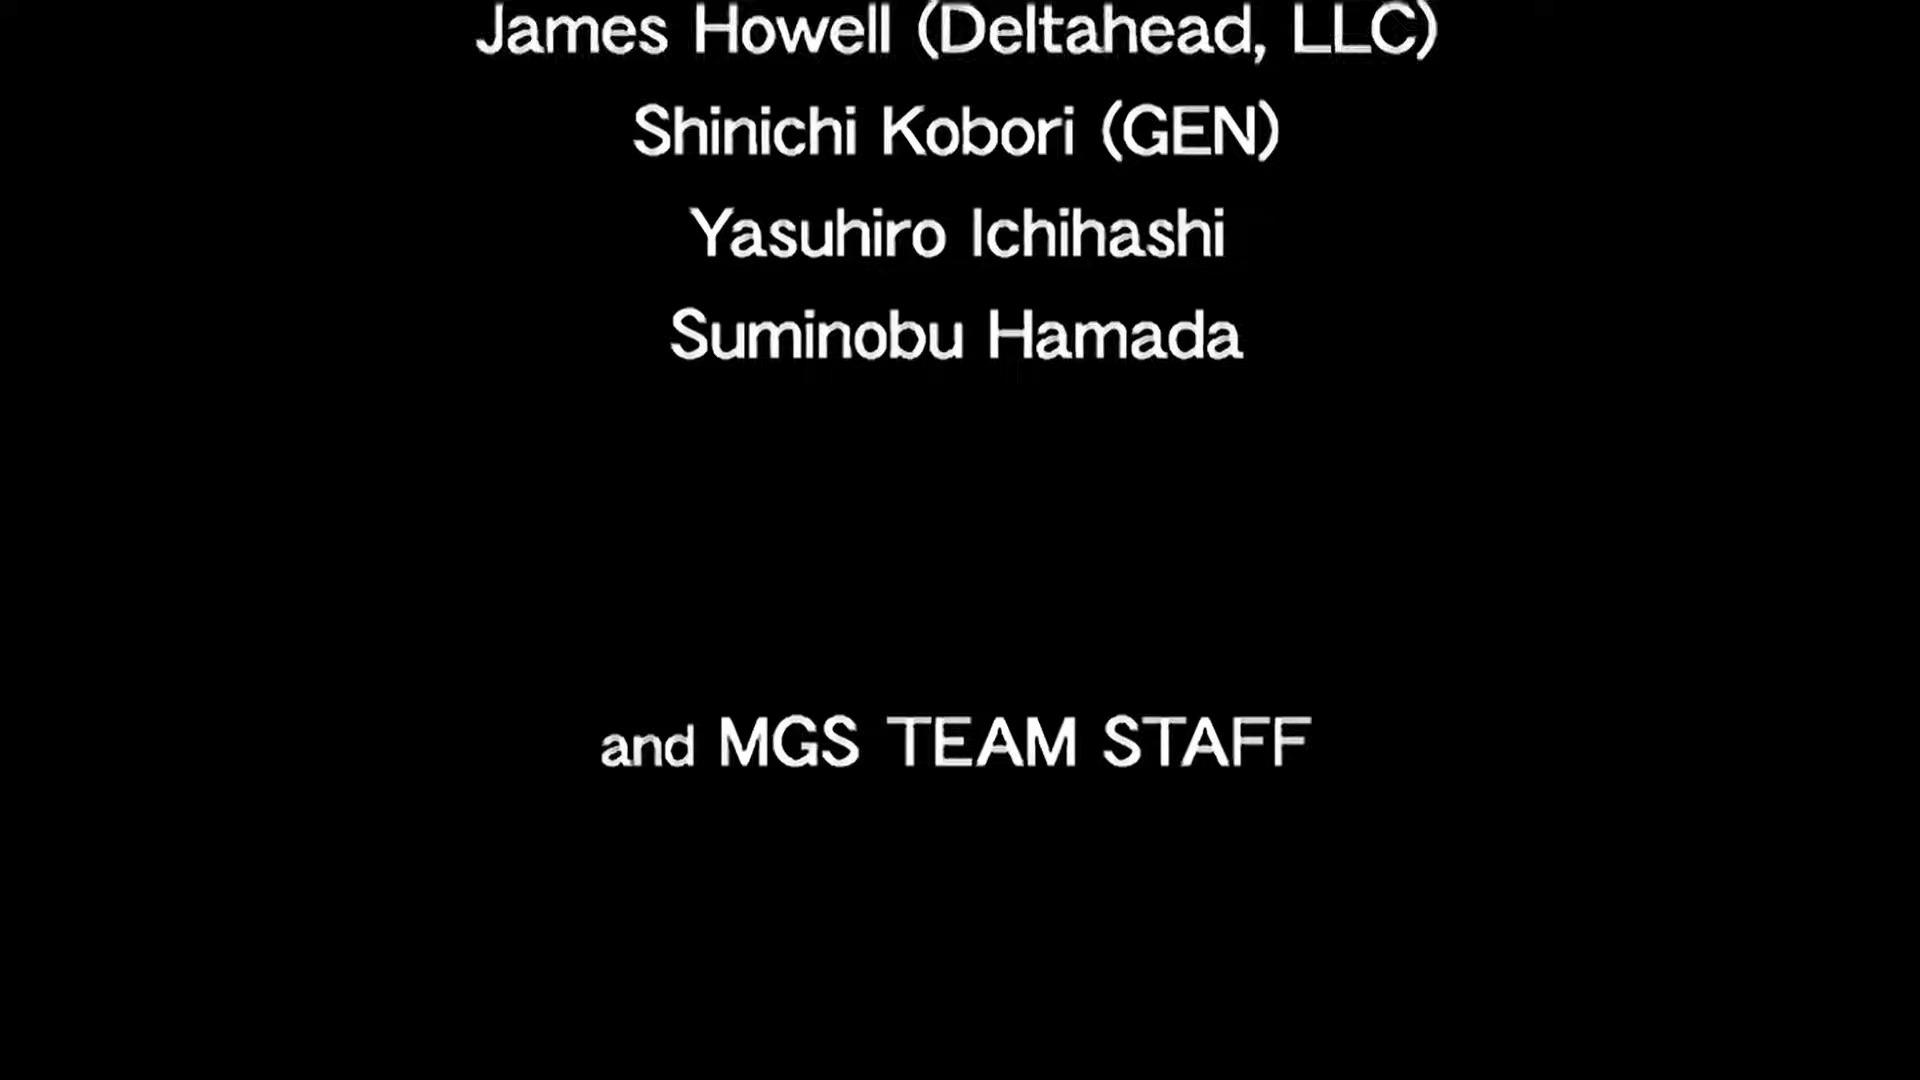 James Howell (Deltahead, LLC)
Shinichi Kobori (GEN)
Yasuhiro Ichihashi
Suminobu Hamada
and MGS TEAM STAFF